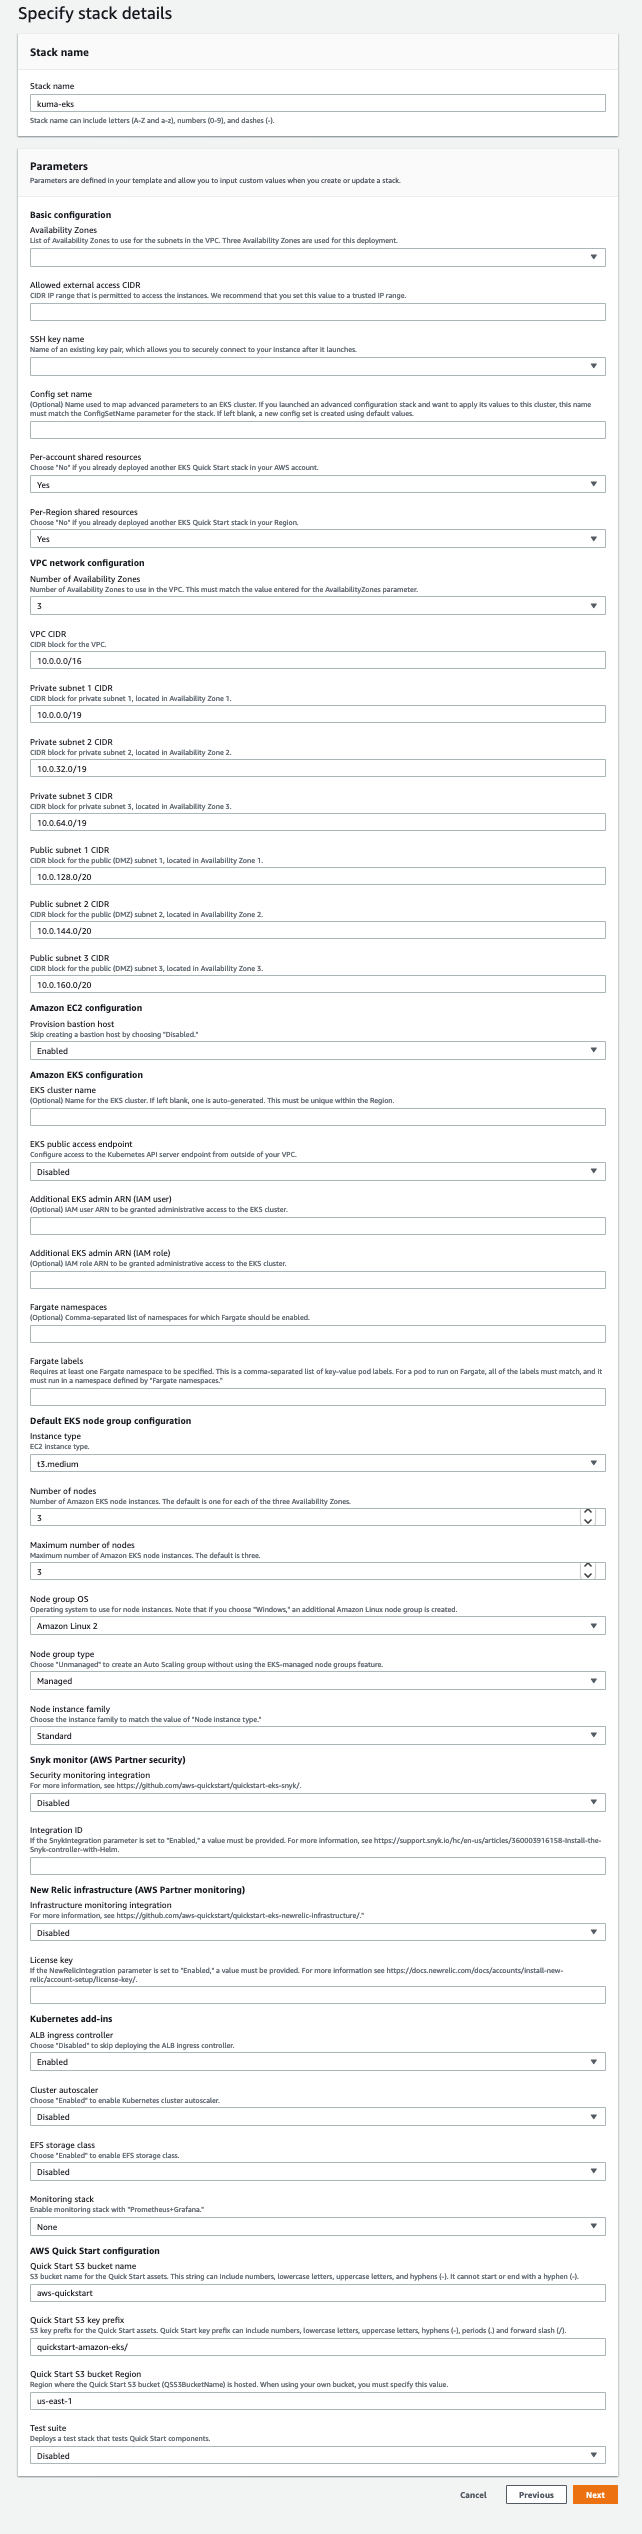 Specify stack details
Stack name
Stack name
kuma-eks
Stack name can include letters (A-Z and a-z), numbers (0-9), and dashes (-).
Parameters
Parameters are defined in your template and allow you to input custom values when you create or update a stack.
Basic configuration
Availability Zones
List of Availability Zones to use for the subnets in the VPC. Three Availability Zones are used for this deployment.
Allowed external access CIDR
CIDR IP range that is permitted to access the instances. We recommend that you set this value to a trusted IP range.
SSH key name
Name of an existing key pair, which allows you to securely connect to your instance after it launches.
Config set name
(Optional) Name used to map advanced parameters to an EKS cluster. If you launched an advanced configuration stack and want to apply its values to this cluster, this name
must match the ConfigSetName parameter for the stack. If left blank, a new config set is created using default values.
Per-account shared resources
Choose "No" if you already deployed another EKS Quick Start stack in your AWS account.
Yes
Per-Region shared resources
Choose "No" if you already deployed another EKS Quick Start stack in your Region.
Yes
VPC network configuration
Number of Availability Zones
Number of Availability Zones to use in the VPC. This must match the value entered for the AvailabilityZones parameter.
3
VPC CIDR
CIDR block for the VPC.
10.0.0.0/16
Private subnet 1 CIDR
CIDR block for private subnet 1, located in Availability Zone 1.
10.0.0.0/19
Private subnet 2 CIDR
CIDR block for private subnet 2, located in Availability Zone 2.
10.0.32.0/19
Private subnet 3 CIDR
CIDR block for private subnet 3, located in Availability Zone 3.
10.0.64.0/19
Public subnet 1 CIDR
CIDR block for the public (DMZ) subnet 1, located in Availability Zone 1.
10.0.128.0/20
Public subnet 2 CIDR
CIDR block for the public (DMZ) subnet 2, located in Availability Zone 2.
10.0.144.0/20
Public subnet 3 CIDR
CIDR block for the public (DMZ) subnet 3, located in Availability Zone 3.
10.0.160.0/20
Amazon EC2 configuration
Provision bastion host
Skip creating a bastion host by choosing "Disabled."
Enabled
Amazon EKS configuration
EKS cluster name
(Optional) Name for the EKS cluster. If left blank, one is auto-generated. This must be unique within the Region.
EKS public access endpoint
Configure access to the Kubernetes API server endpoint from outside of your VPC.
Disabled
Additional EKS admin ARN (IAM user)
(Optional) IAM user ARN to be granted administrative access to the EKS cluster.
Additional EKS admin ARN (IAM role)
(Optional) IAM role ARN to be granted administrative access to the EKS cluster.
Fargate namespaces
(Optional) Comma-separated list of namespaces for which Fargate should be enabled.
Fargate labels
Requires at least one Fargate namespace to be specified. This is a comma-separated list of key-value pod labels. For a pod to run on Fargate, all of the labels must match, and it
must run in a namespace defined by "Fargate namespaces."
Default EKS node group configuration
Instance type
EC2 instance type.
t3.medium
Number of nodes
Number of Amazon EKS node instances. The default is one for each of the three Availability Zones.
3
Maximum number of nodes
Maximum number of Amazon EKS node instances. The default is three.
3
Node group OS
Operating system to use for node instances. Note that if you choose "Windows," an additional Amazon Linux node group is created.
Amazon Linux 2
Node group type
Choose "Unmanaged" to create an Auto Scaling group without using the EKS-managed node groups feature.
Managed
Node instance family
Choose the instance family to match the value of "Node instance type."
Standard
Snyk monitor (AWS Partner security)
Security monitoring integration
For more information, see https://github.com/aws-quickstart/quickstart-eks-snyk/.
Disabled
Integration ID
If the SnykIntegration parameter is set to "Enabled," a value must be provided. For more information, see https://support.snyk.io/hc/en-us/articles/360003916158-Install-the-
Snyk-controller-with-Helm.
New Relic infrastructure (AWS Partner monitoring)
Infrastructure monitoring integration
For more information, see https://github.com/aws-quickstart/quickstart-eks-newrelic-infrastructure/."
Disabled
License key
If the NewRelicIntegration parameter is set to "Enabled," a value must be provided. For more information see https://docs.newrelic.com/docs/accounts/install-new-
relic/account-setup/license-key/.
Kubernetes add-ins
ALB ingress controller
Choose "Disabled" to skip deploying the ALB ingress controller.
Enabled
Cluster autoscaler
Choose "Enabled" to enable Kubernetes cluster autoscaler.
Disabled
EFS storage class
Choose "Enabled" to enable EFS storage class.
Disabled
Monitoring stack
Enable monitoring stack with "Prometheus+Grafana."
None
AWS Quick Start configuration
Quick Start S3 bucket name
S3 bucket name for the Quick Start assets. This string can include numbers, lowercase letters, uppercase letters, and hyphens (-). It cannot start or end with a hyphen (-).
aws-quickstart
Quick Start S3 key prefix
S3 key prefix for the Quick Start assets. Quick Start key prefix can include numbers, lowercase letters, uppercase letters, hyphens (-), periods (.) and forward slash (/).
quickstart-amazon-eks/
Quick Start S3 bucket Region
Region where the Quick Start S3 bucket (QSS3BucketName) is hosted. When using your own bucket, you must specify this value.
us-east-1
Test suite
Deploys a test stack that tests Quick Start components.
Disabled
Cancel
Previous
Next